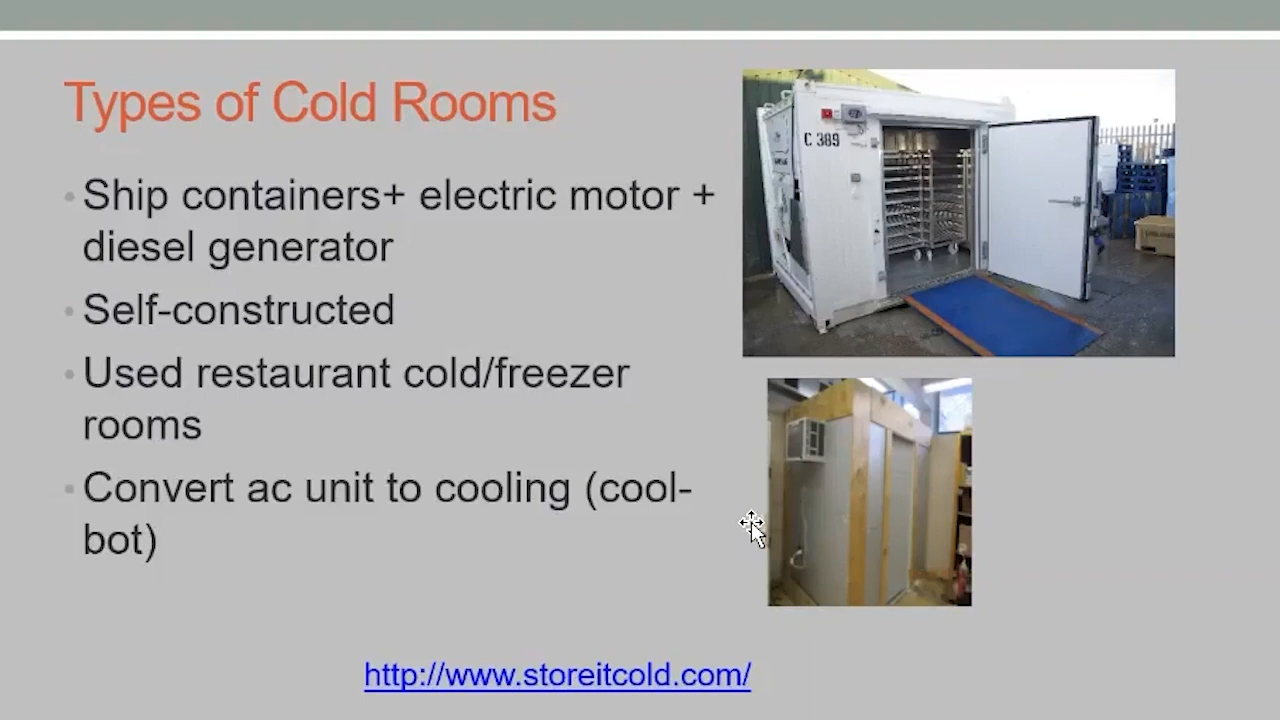 Types of Cold Rooms
Ship containers+ electric motor +
diesel generator
Self-constructed
Used restaurant cold/freezer
rooms
Convert ac unit to cooling (cool-
bot)
C 389
http://www.storeitcold.com/